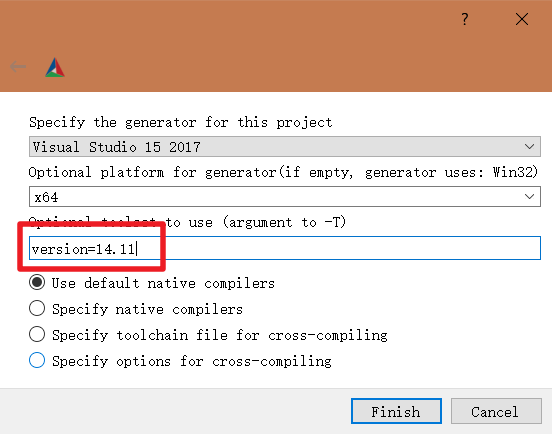 ?
Specify the generator for this project
Visual Studio 15 2017
Optional platform for generator(if empty, generator uses: Win32)
x64
Optional toolset to use (argument to -T)
version=14.11
Use default native compilers
Specify native compilers
Specify toolchain file for cross-compiling
Specify options for cross-compiling
Finish
Cancel